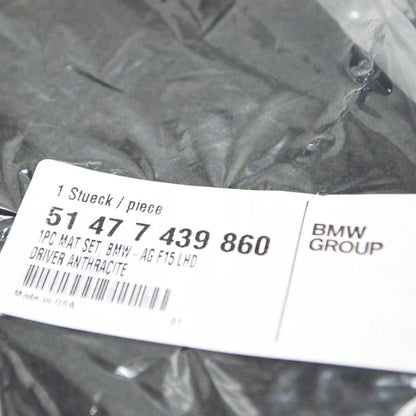 1 Stueck / piece
51 47 7 439 860
1PC MAT SET, BMW - AG F15 LHD
DRIVER.ANTHRACITE
Made in USA
01
BMW
GROUP